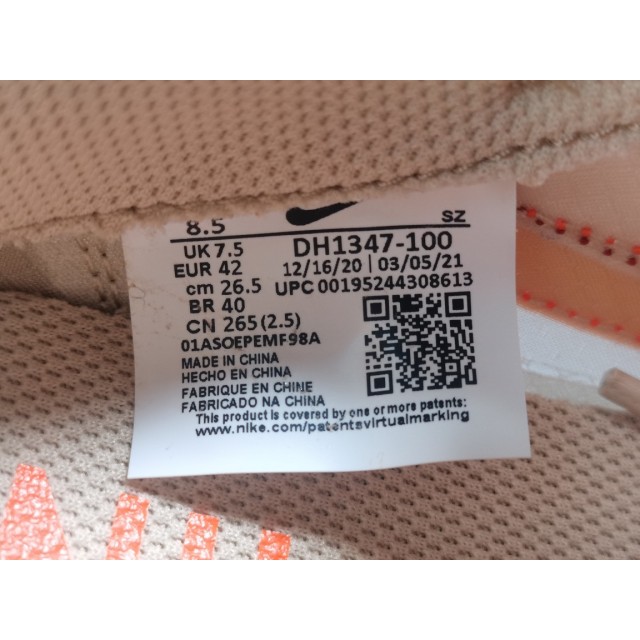 8.5 SZ
UK 7.5 DH1347-100
EUR 42 12/16/20 | 03/05/21
cm 26.5 UPC 00195244308613
BR 40
CN 265 (2.5)
01ASOEPEMF98A
MADE IN CHINA
HECHO EN CHINA
FABRIQUE EN CHINE
FABRICADO NA CHINA
This product is covered by one or more patents:
www.nike.com/patentsvirtualmarking